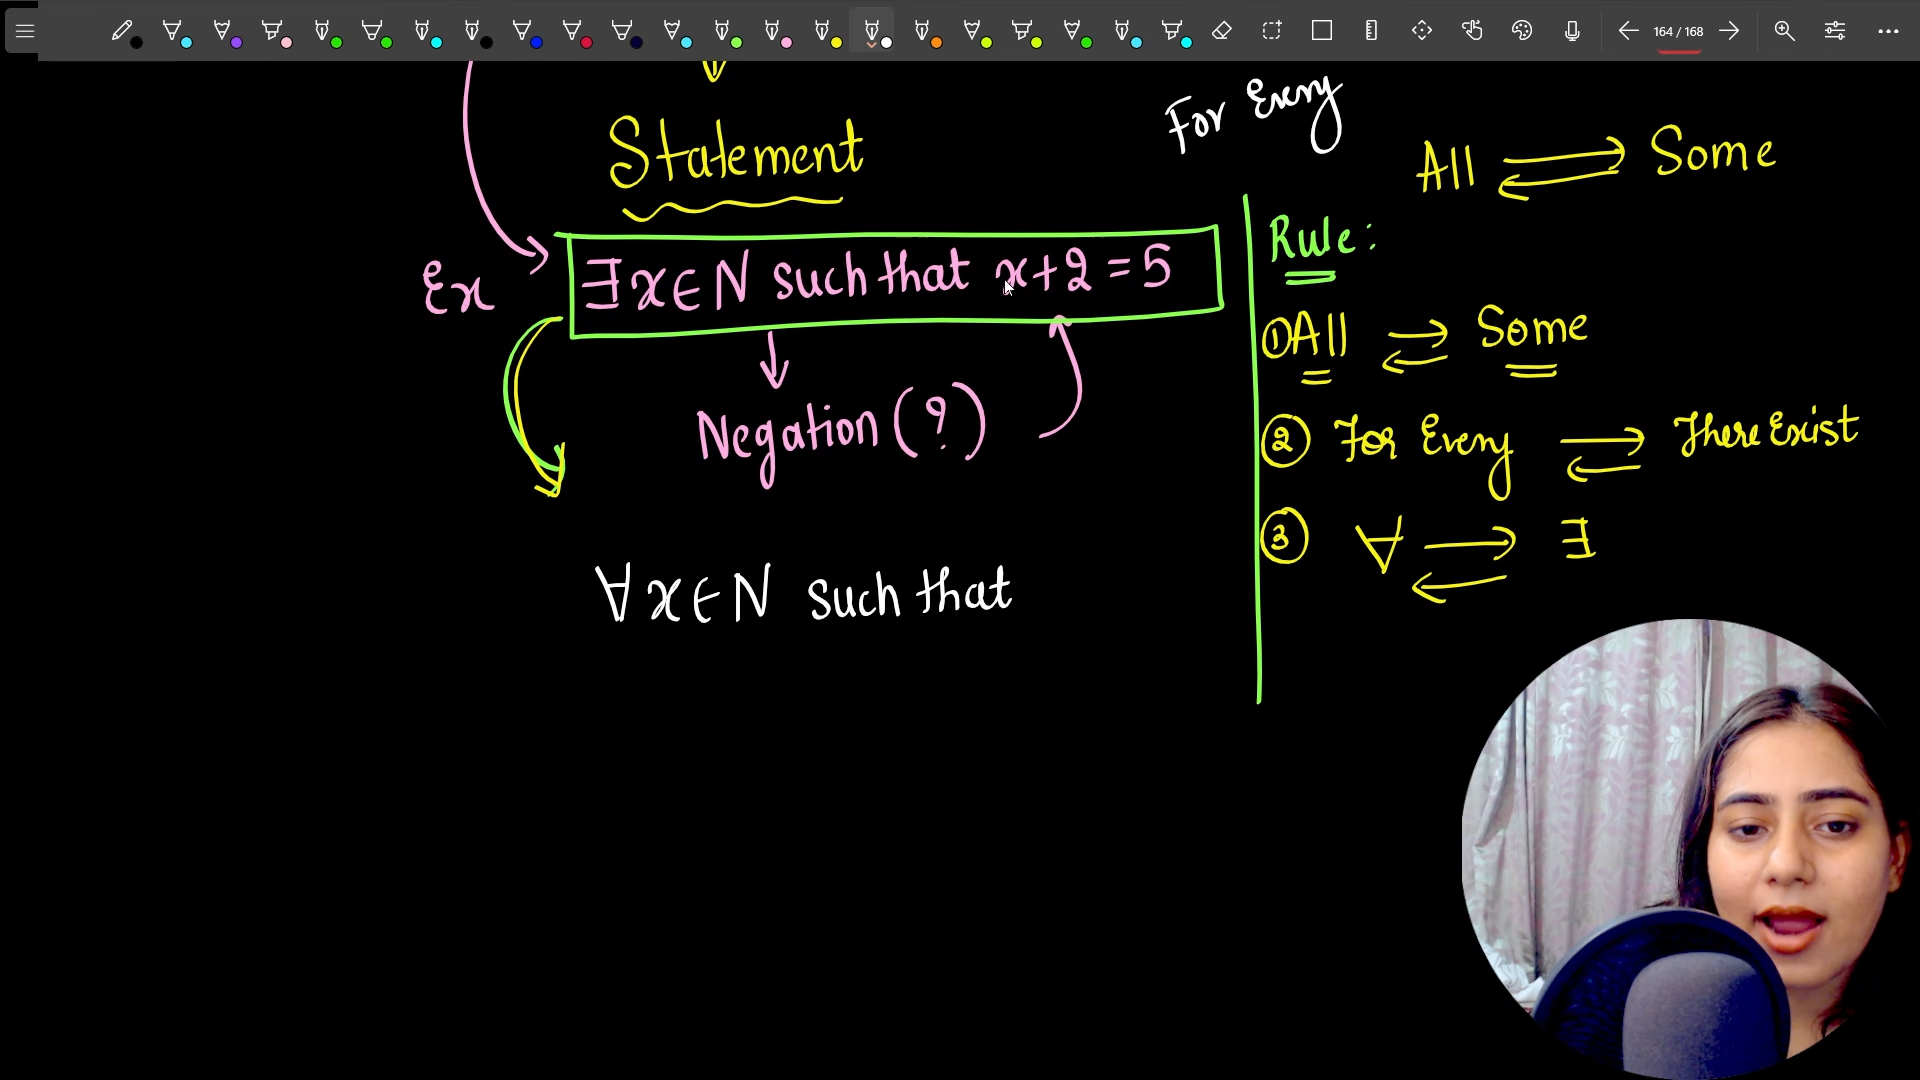 164 / 168
For Every
Statement
All ⇌ Some
Rule:
Ex ∃x∈N such that x+2=5
① All ⇌ Some
Negation (?)
② For Every ⇌ There Exist
③ ∀ ⇌ ∃
∀x∈N such that